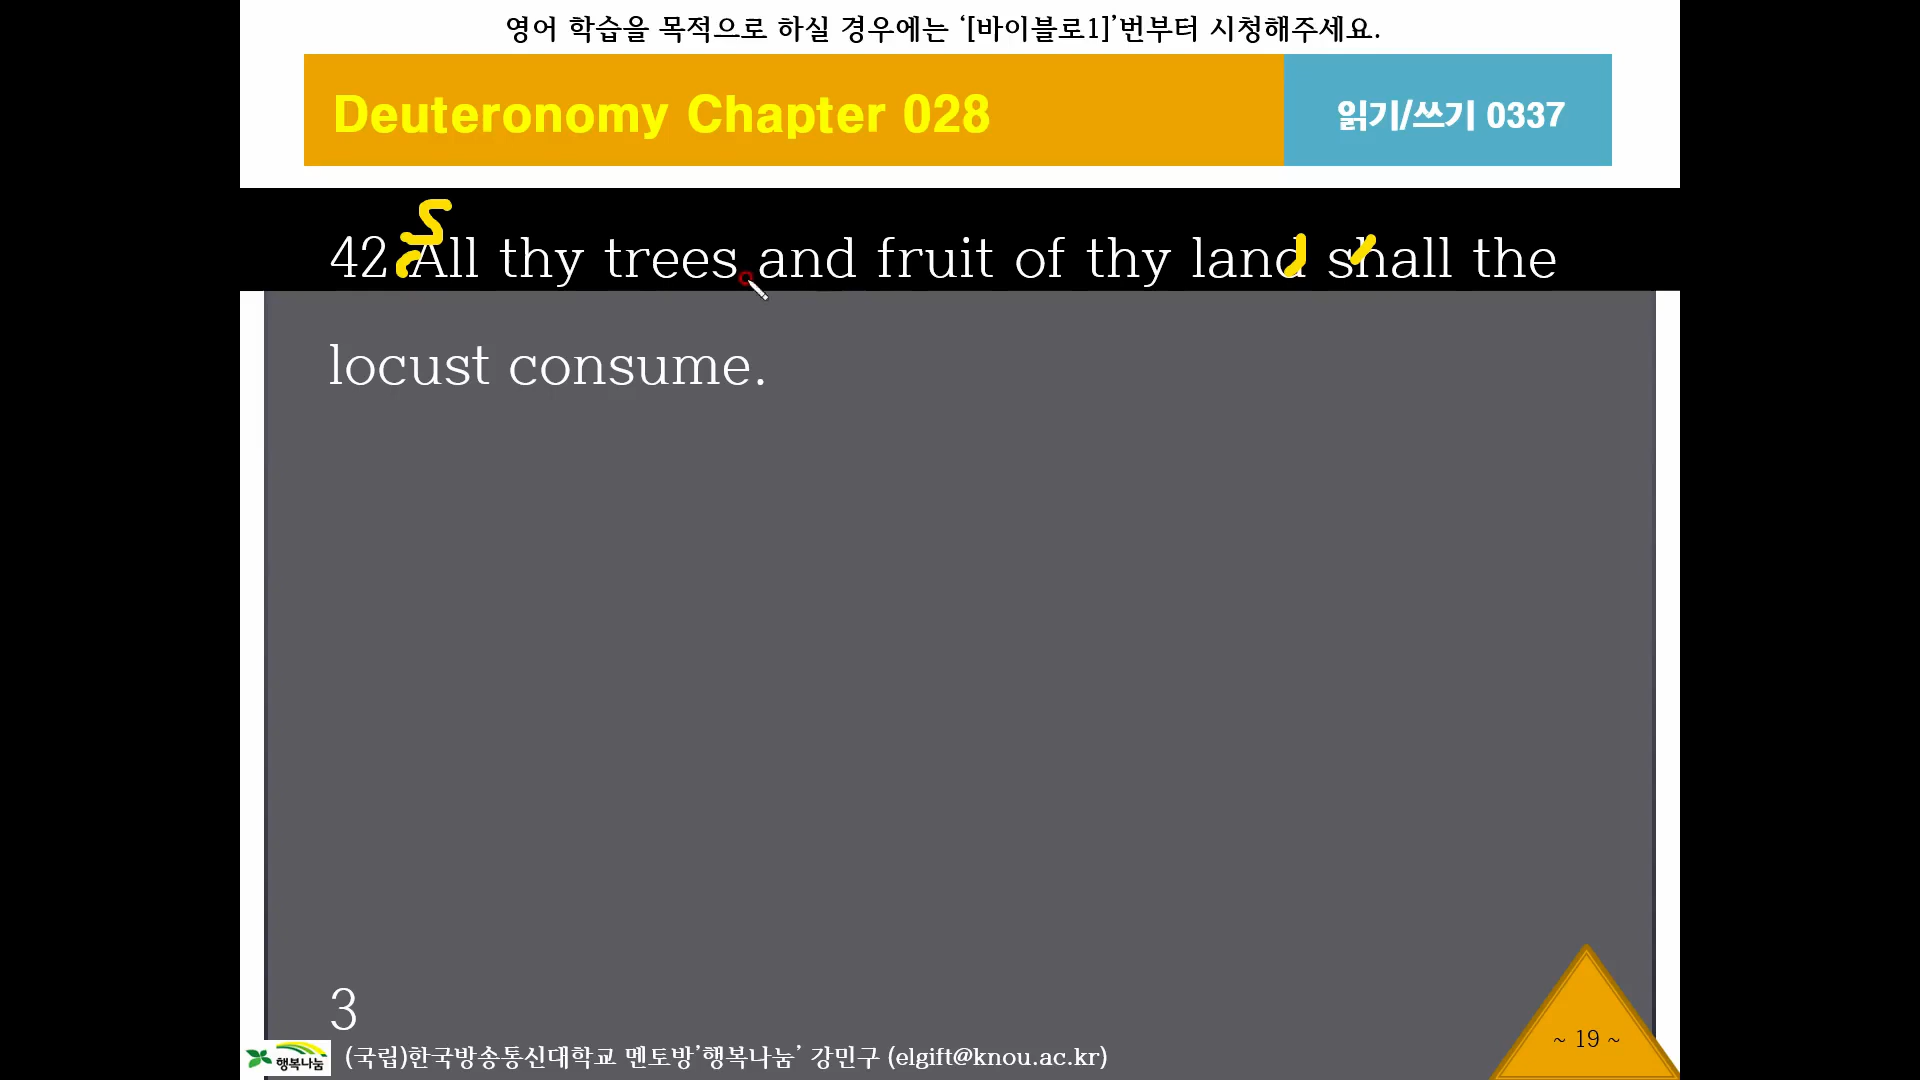 영어 학습을 목적으로 하실 경우에는 ‘[바이블로1]’번부터 시청해주세요.
Deuteronomy Chapter 028
읽기/쓰기 0337
42 All thy trees and fruit of thy land shall the
locust consume.
3
~ 19 ~
행복나눔
(국립)한국방송통신대학교 멘토방’행복나눔’ 강민구 (elgift@knou.ac.kr)